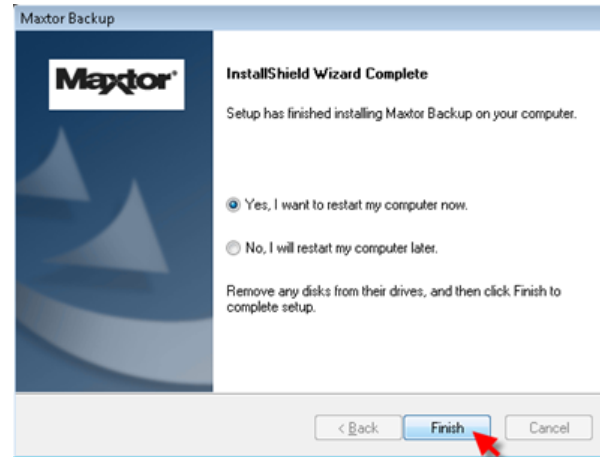 Maxtor Backup
Maxtor
InstallShield Wizard Complete
Setup has finished installing Maxtor Backup on your computer.
Yes, I want to restart my computer now.
No, I will restart my computer later.
Remove any disks from their drives, and then click Finish to
complete setup.
< Back
Finish
Cancel